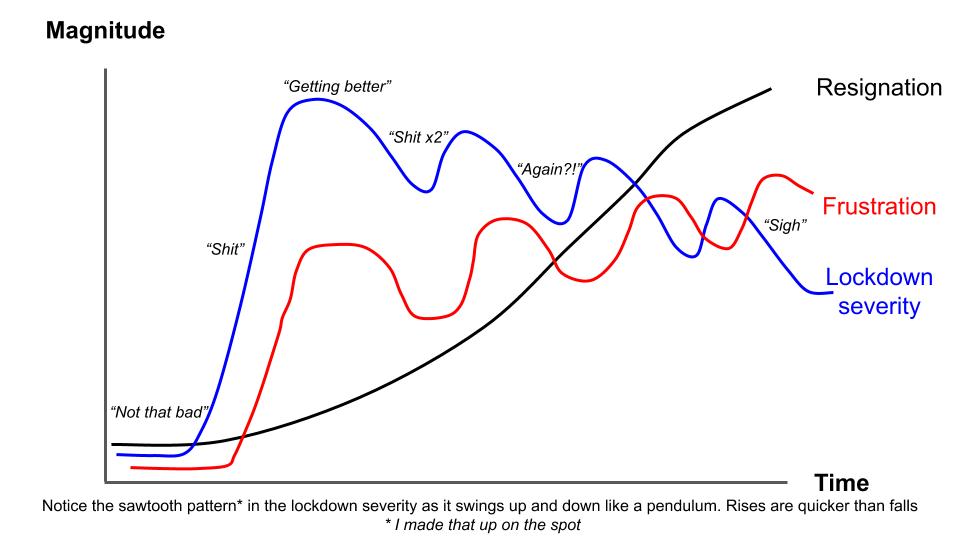 Magnitude
“Getting better”
Resignation
“Shit x2”
“Again?!”
Frustration
“Sigh”
“Shit”
Lockdown
severity
“Not that bad”
Time
Notice the sawtooth pattern* in the lockdown severity as it swings up and down like a pendulum. Rises are quicker than falls
* I made that up on the spot